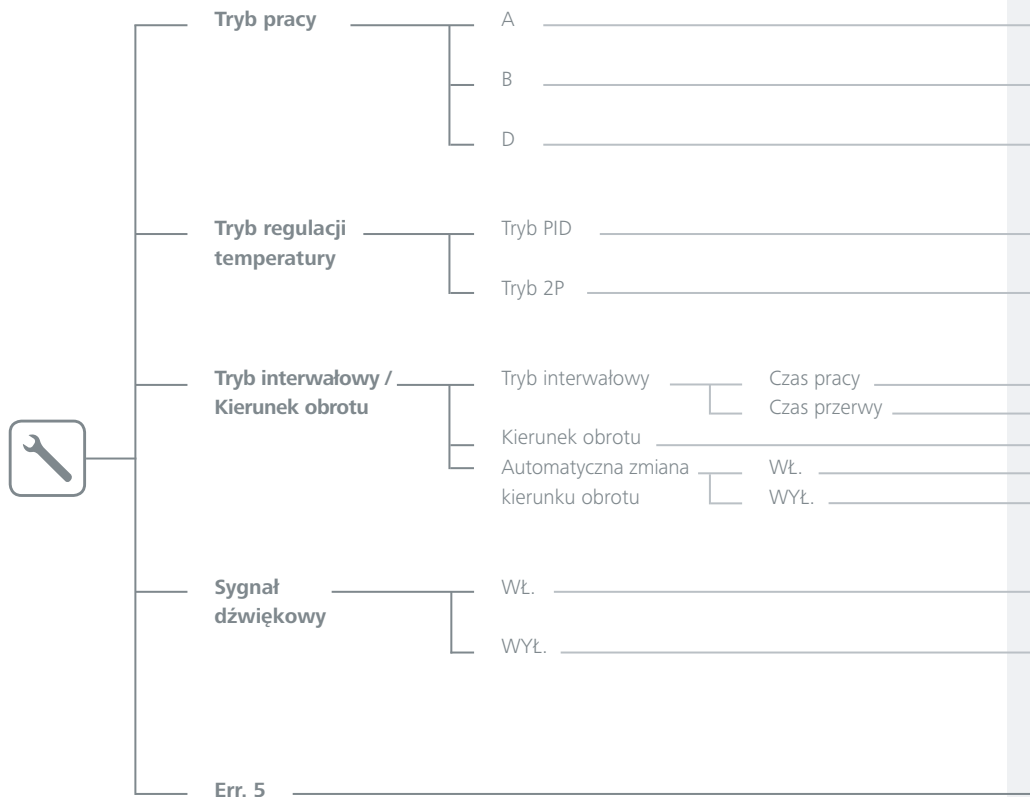 Tryb pracy
A
B
D
Tryb regulacji
temperatury
Tryb PID
Tryb 2P
Tryb interwałowy /
Kierunek obrotu
Tryb interwałowy
Czas pracy
Czas przerwy
Kierunek obrotu
Automatyczna zmiana
kierunku obrotu
WŁ.
WYŁ.
Sygnał
dźwiękowy
WŁ.
WYŁ.
Err. 5